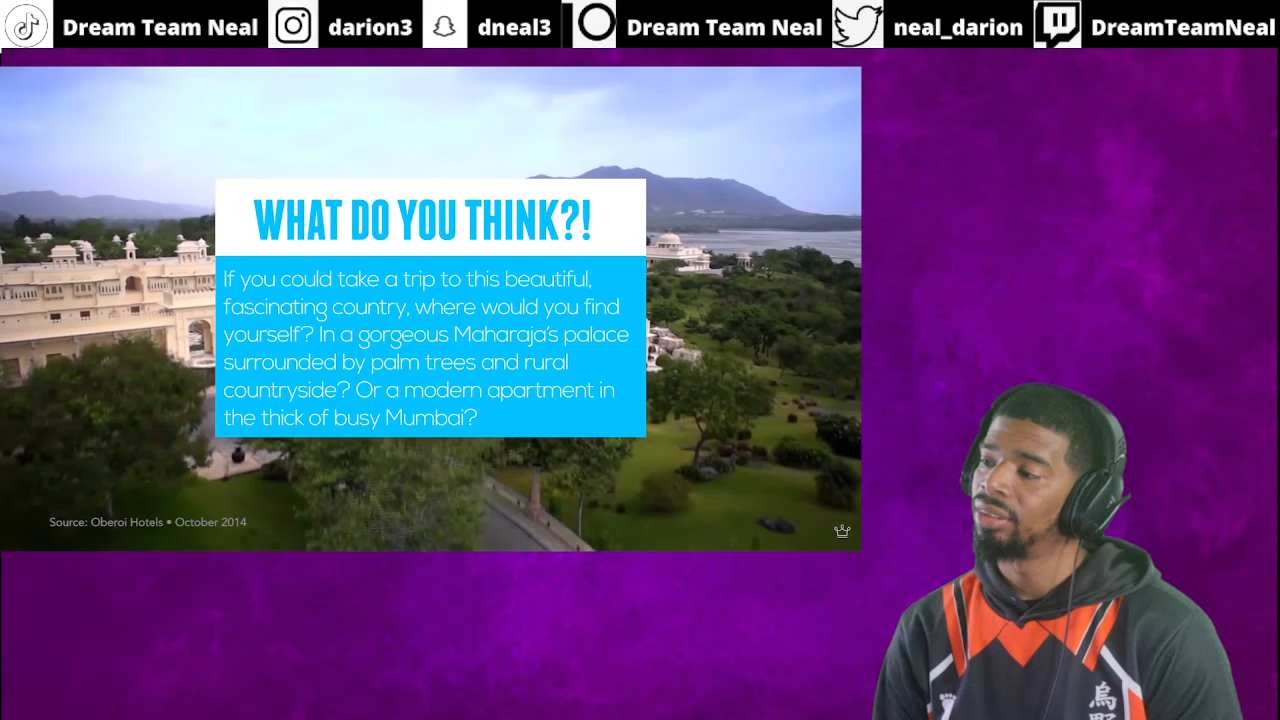 Dream Team Neal darion3 dneal3 Dream Team Neal neal_darion DreamTeamNeal
WHAT DO YOU THINK?!
If you could take a trip to this beautiful,
fascinating country, where would you find
yourself? In a gorgeous Maharaja's palace
surrounded by palm trees and rural
countryside? Or a modern apartment in
the thick of busy Mumbai?
Source: Oberoi Hotels • October 2014
烏